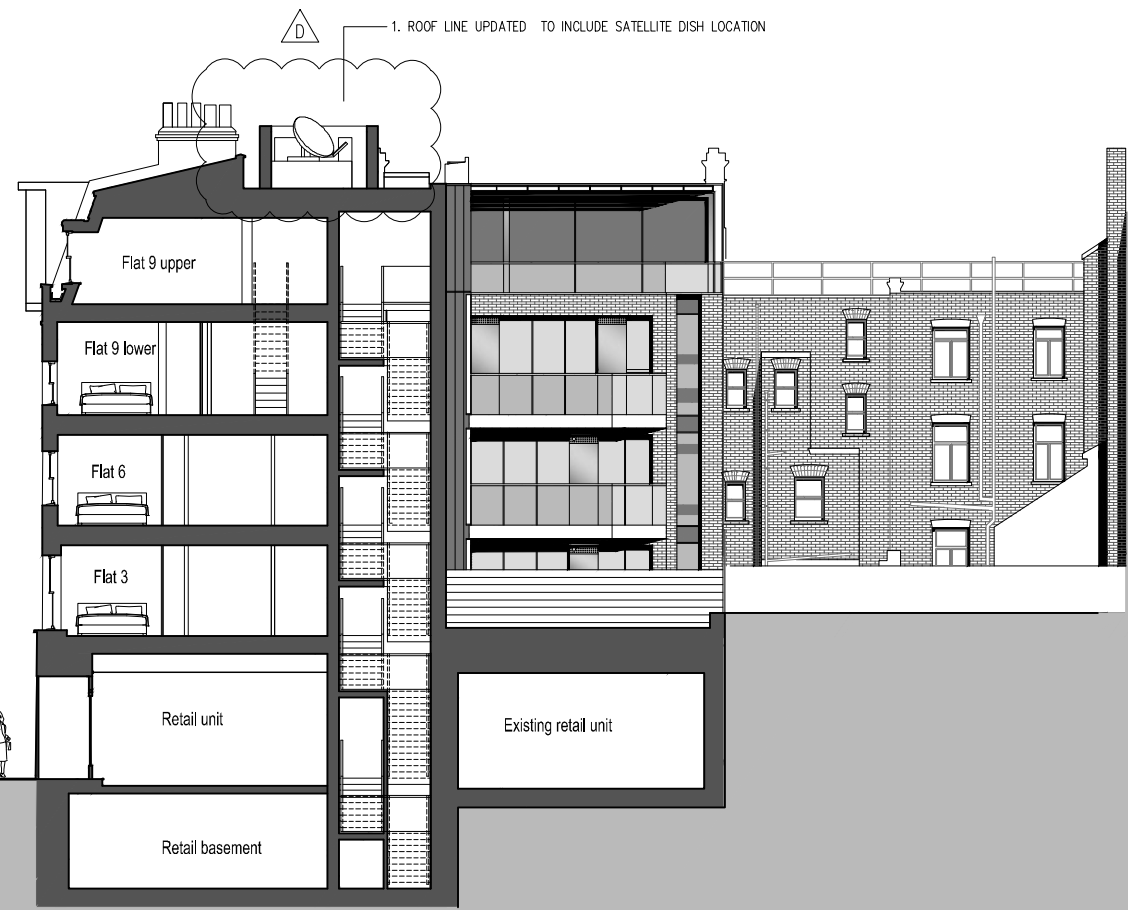 D
1. ROOF LINE UPDATED TO INCLUDE SATELLITE DISH LOCATION
Flat 9 upper
Flat 9 lower
Flat 6
Flat 3
Retail unit
Existing retail unit
Retail basement